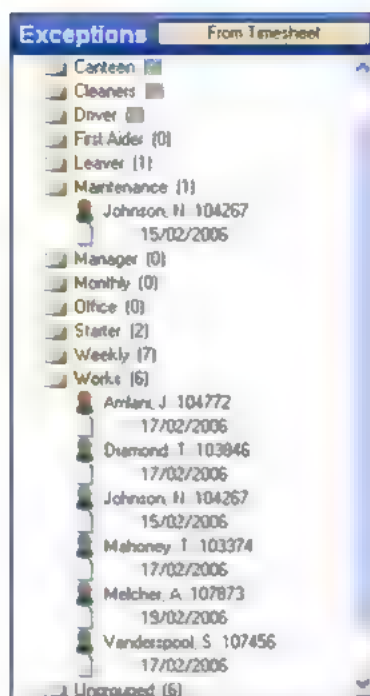 Exceptions From Timesheet
Canteen
Cleaners
Driver
First Aider (0)
Leaver (1)
Maintenance (1)
Johnson, N 104267
15/02/2006
Manager (0)
Monthly (0)
Office (0)
Starter (2)
Weekly (7)
Works (6)
Amlani, J 104772
17/02/2006
Diamond T 103846
17/02/2006
Johnson, N 104267
15/02/2006
Mahoney T 103374
17/02/2006
Melcher, A 107873
19/02/2006
Vanderspool, S 107456
17/02/2006
Ungrouped (6)